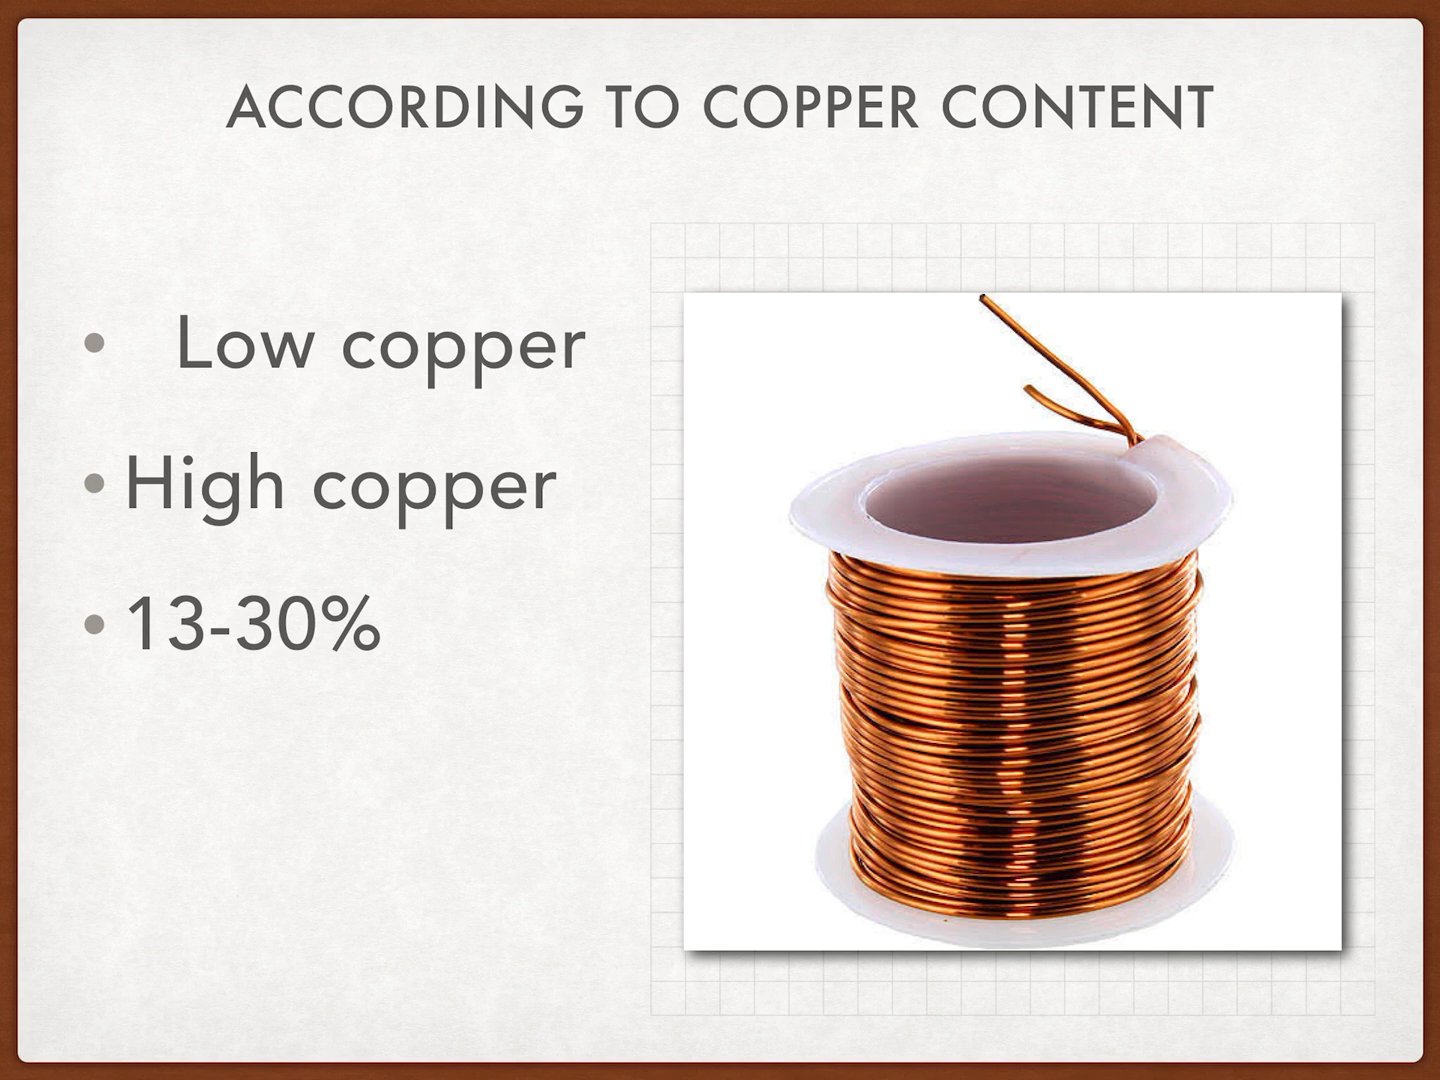 ACCORDING TO COPPER CONTENT
• Low copper
• High copper
• 13-30%